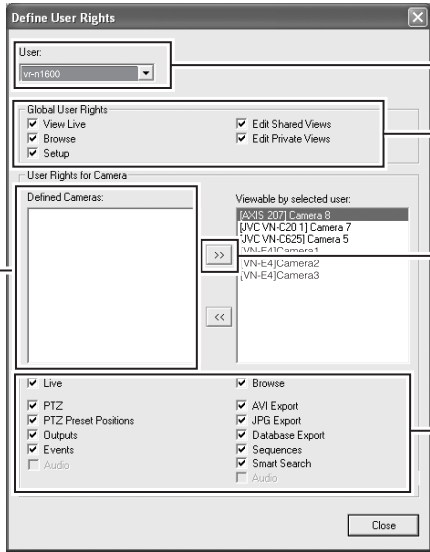 Define User Rights
User:
vr-n1600
Global User Rights
View Live
Edit Shared Views
Browse
Edit Private Views
Setup
User Rights for Camera
Defined Cameras:
Viewable by selected user:
[AXIS 207] Camera 8
[JVC VN-C20 1] Camera 7
[JVC VN-C625] Camera 5
[VN-E4]Camera1
[VN-E4]Camera2
[VN-E4]Camera3
>>
<<
Live
Browse
PTZ
AVI Export
PTZ Preset Positions
JPG Export
Outputs
Database Export
Events
Sequences
Audio
Smart Search
Audio
Close